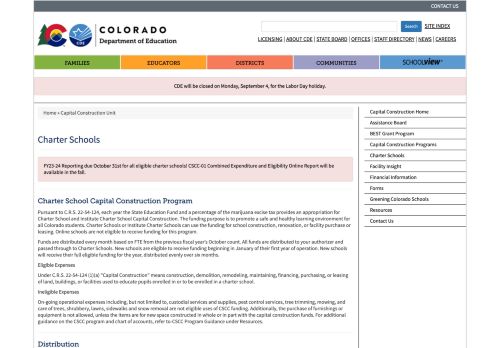 CONTACT US
COLORADO
Department of Education
CDE
Search
SITE INDEX
LICENSING | ABOUT CDE | STATE BOARD | OFFICES | STAFF DIRECTORY | NEWS | CAREERS
FAMILIES
EDUCATORS
DISTRICTS
COMMUNITIES
SCHOOLVIEW
CDE will be closed on Monday, September 4, for the Labor Day holiday.
Home » Capital Construction Unit
Charter Schools
FY23-24 Reporting due October 31st for all eligible charter schools! CSCC-01 Combined Expenditure and Eligibility Online Report will be
available in the fall.
Charter School Capital Construction Program
Pursuant to C.R.S. 22-54-124, each year the State Education Fund and a percentage of the marijuana excise tax provides an appropriation for
Charter School and Institute Charter School Capital Construction. The funding purpose is to promote a safe and healthy learning environment for
all Colorado students. Charter Schools or Institute Charter Schools can use the funding for school construction, renovation, or facility purchase or
leasing. Online schools are not eligible to receive funding for this program.
Funds are distributed every month based on FTE from the previous fiscal year's October count. All funds are distributed to your authorizer and
passed through to Charter Schools. New schools are eligible to receive funding beginning in January of their first year of operation. New schools
will receive their full eligible funding for the year, distributed evenly over six months.
Eligible Expenses
Under C.R.S. 22-54-124 (1)(a) "Capital Construction" means construction, demolition, remodeling, maintaining, financing, purchasing, or leasing
of land, buildings, or facilities used to educate pupils enrolled in or to be enrolled in a charter school.
Ineligible Expenses
On-going operational expenses including, but not limited to, custodial services and supplies, pest control services, tree trimming, mowing, and
care of trees, shrubbery, lawns, sidewalks and snow removal are not eligible uses of CSCC funding. Additionally, the purchase of furnishings or
equipment is not allowed, unless the items are for new space constructed in whole or in part with the capital construction funds. For additional
guidance on the CSCC program and chart of accounts, refer to CSCC Program Guidance under Resources.
Distribution
Capital Construction Home
Assistance Board
BEST Grant Program
Capital Construction Programs
Charter Schools
Facility Insight
Financial Information
Forms
Greening Colorado Schools
Resources
Contact Us